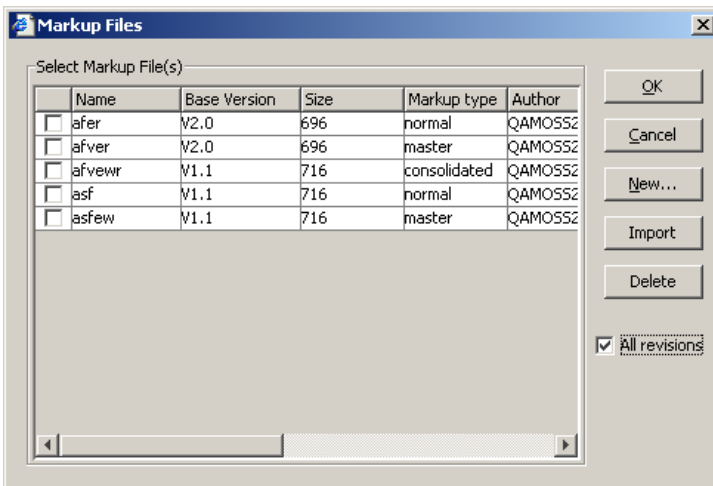 Markup Files
Select Markup File(s)
Name Base Version Size Markup type Author
afer V2.0 696 normal QAMOSS2
afver V2.0 696 master QAMOSS2
afvewr V1.1 716 consolidated QAMOSS2
asf V1.1 716 normal QAMOSS2
asfew V1.1 716 master QAMOSS2
OK
Cancel
New...
Import
Delete
All revisions